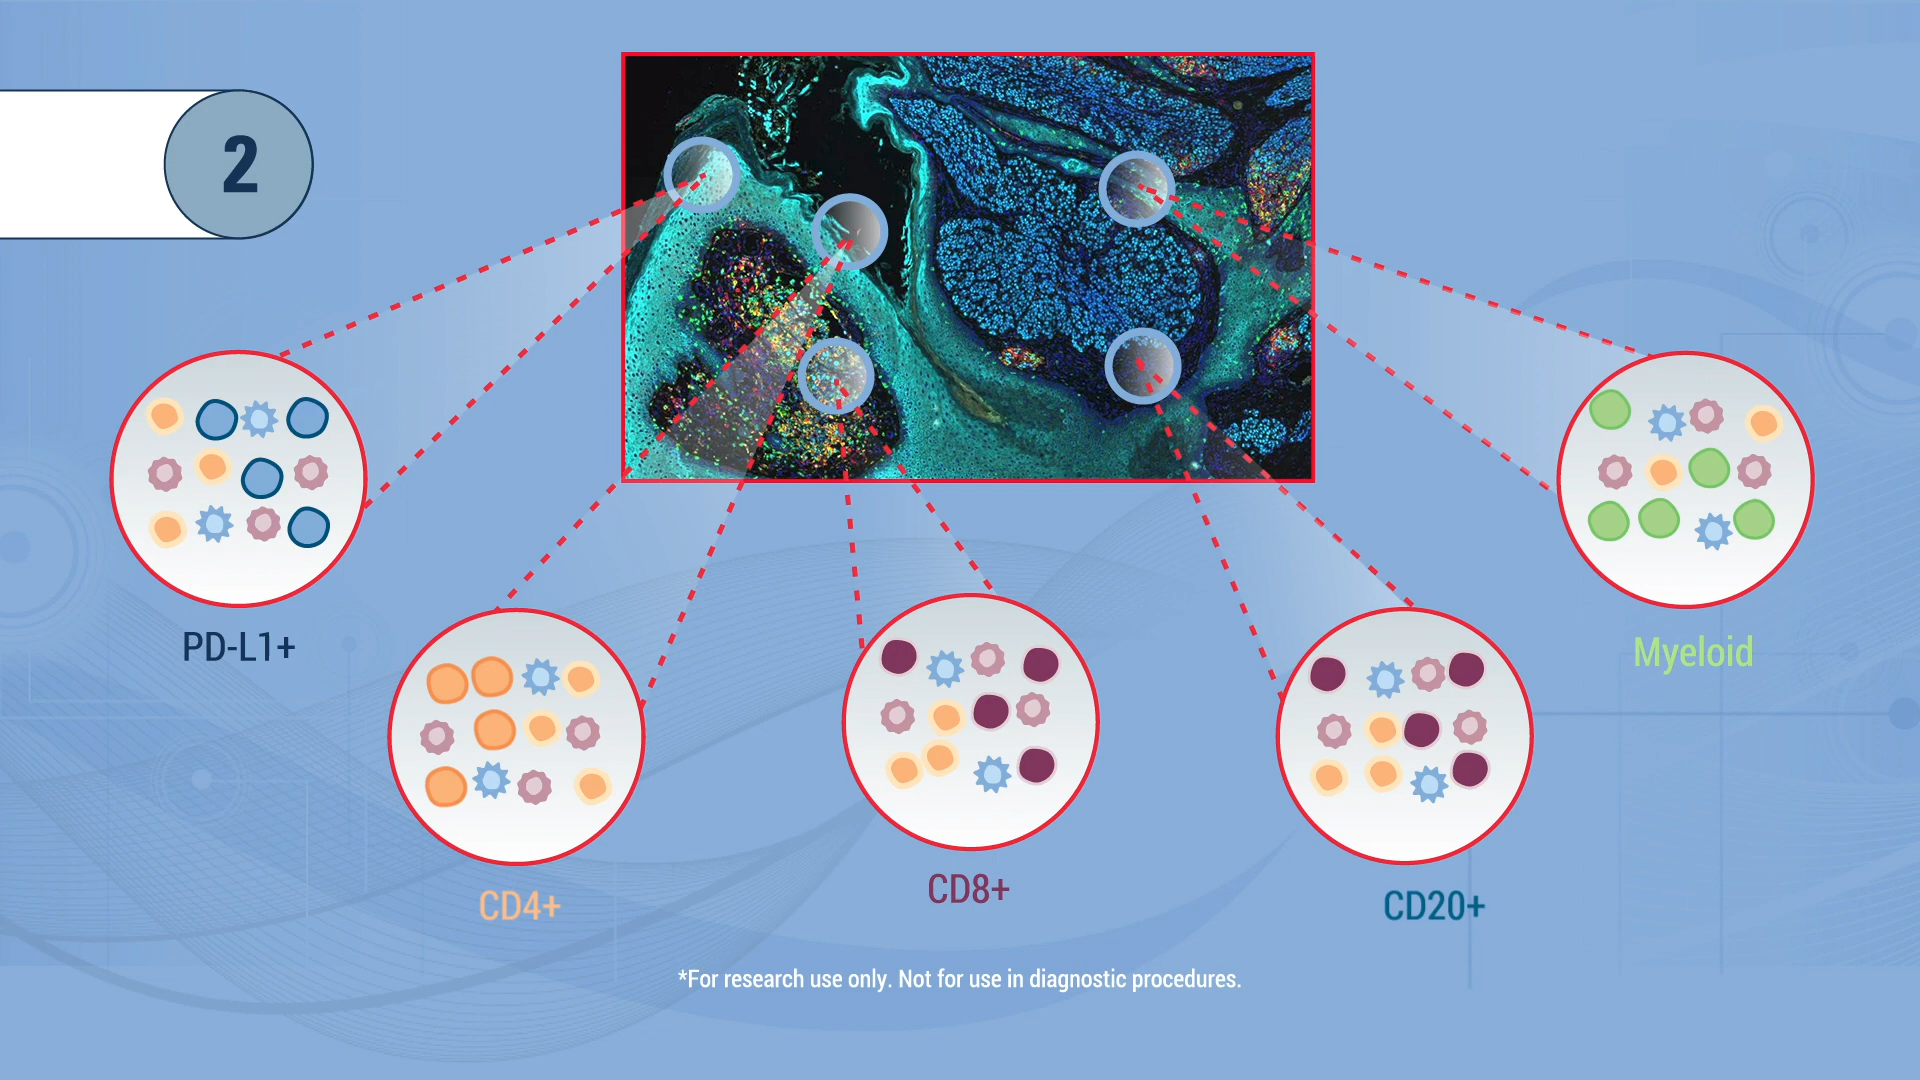 2
PD-L1+
CD4+
CD8+
CD20+
Myeloid
*For research use only. Not for use in diagnostic procedures.